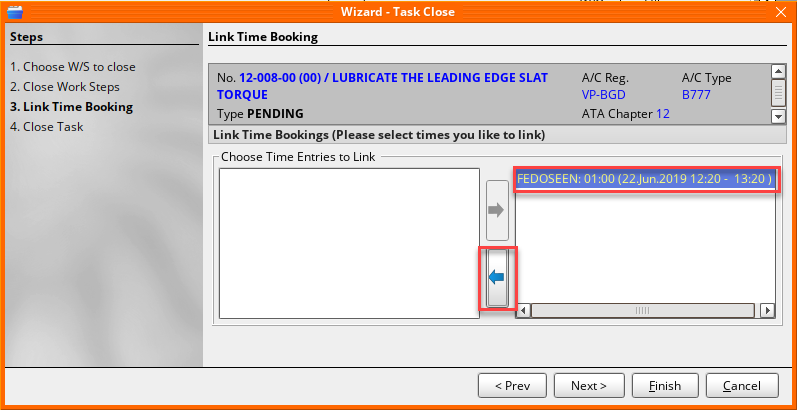 Wizard - Task Close
Steps
1. Choose W/S to close
2. Close Work Steps
3. Link Time Booking
4. Close Task
Link Time Booking
No. 12-008-00 (00) / LUBRICATE THE LEADING EDGE SLAT
TORQUE
Type PENDING
A/C Reg.
VP-BGD
A/C Type
B777
ATA Chapter 12
Link Time Bookings (Please select times you like to link)
Choose Time Entries to Link
FEDOSEEN: 01:00 (22.Jun.2019 12:20 - 13:20 )
< Prev
Next >
Finish
Cancel